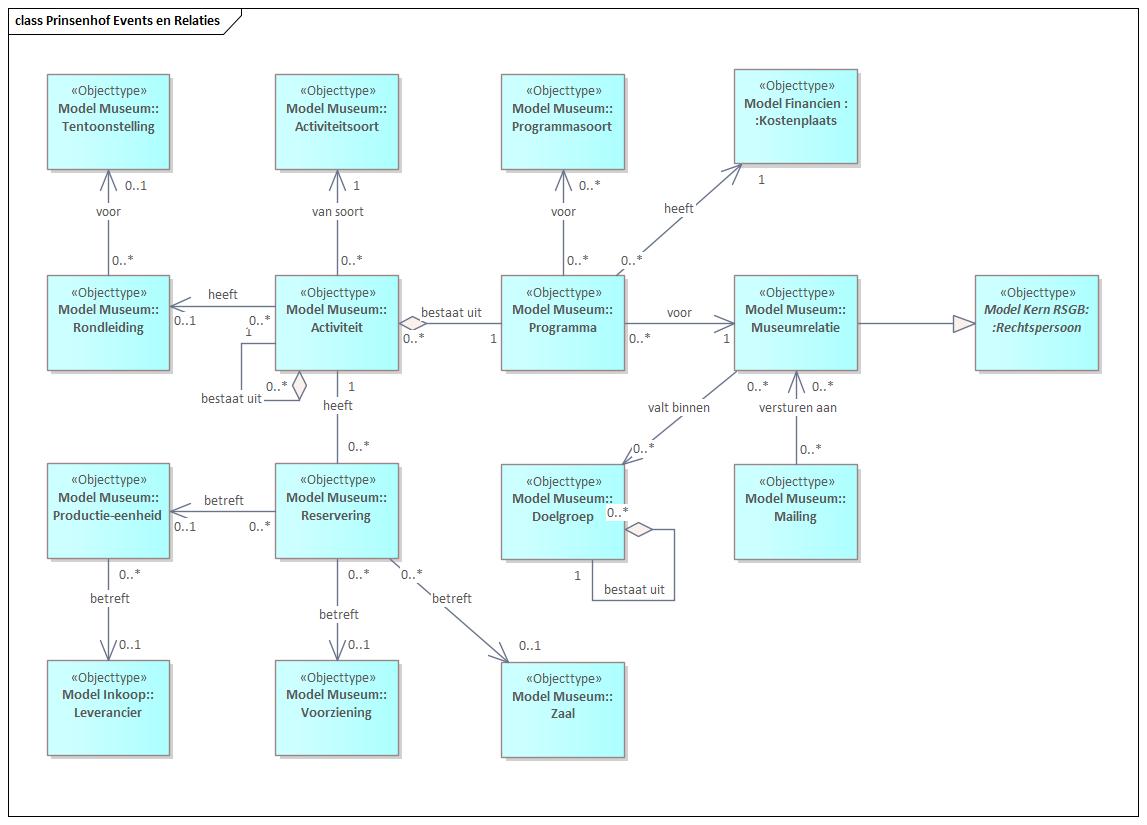 class Prinsenhof Events en Relaties
«Objecttype»
Model Museum::
Tentoonstelling
«Objecttype»
Model Museum::
Activiteitsoort
«Objecttype»
Model Museum::
Programmasoort
«Objecttype»
Model Financien :
:Kostenplaats
0..1
1
0..*
1
voor
van soort
voor
heeft
0..*
0..*
0..*
0..*
«Objecttype»
Model Museum::
Rondleiding
«Objecttype»
Model Museum::
Activiteit
«Objecttype»
Model Museum::
Programma
«Objecttype»
Model Museum::
Museumrelatie
«Objecttype»
Model Kern RSGB:
:Rechtspersoon
heeft
0..1
0..*
bestaat uit
0..*
1
voor
0..*
1
1
0..*
bestaat uit
1
heeft
0..*
0..*
valt binnen
0..*
0..*
versturen aan
0..*
«Objecttype»
Model Museum::
Productie-eenheid
«Objecttype»
Model Museum::
Reservering
«Objecttype»
Model Museum::
Doelgroep
0..*
«Objecttype»
Model Museum::
Mailing
betreft
0..1
0..*
1
bestaat uit
0..*
betreft
0..1
0..*
betreft
0..1
0..*
betreft
0..1
«Objecttype»
Model Inkoop::
Leverancier
«Objecttype»
Model Museum::
Voorziening
«Objecttype»
Model Museum::
Zaal